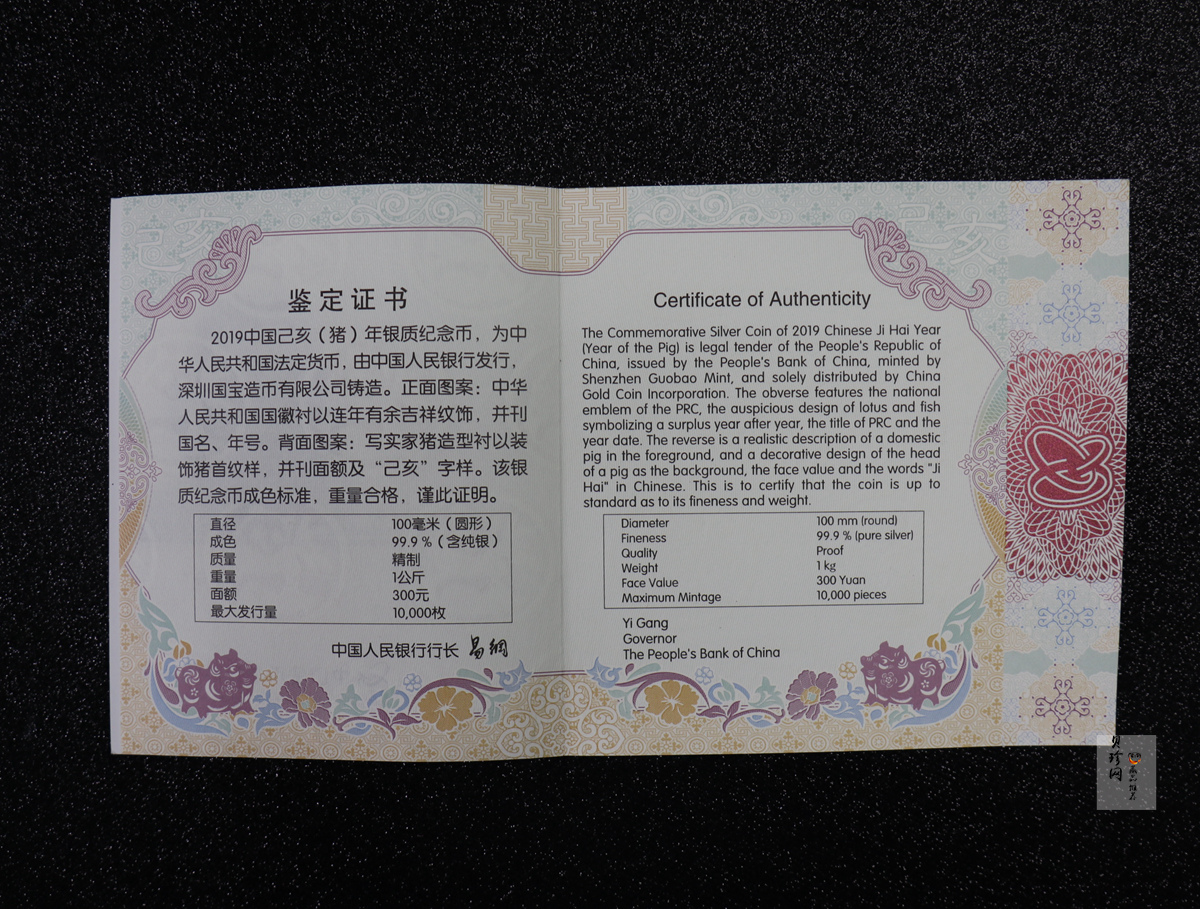 鉴定证书
2019中国己亥（猪）年银质纪念币，为中
华人民共和国法定货币，由中国人民银行发行，
深圳国宝造币有限公司铸造。正面图案：中华
人民共和国国徽衬以连年有余吉祥纹饰，并刊
国名、年号。背面图案：写实家猪造型衬以装
饰猪首纹样，并刊面额及“己亥”字样。该银
质纪念币成色标准，重量合格，谨此证明。
直径 100毫米（圆形）
成色 99.9％（含纯银）
质量 精制
重量 1公斤
面额 300元
最大发行量 10,000枚
中国人民银行行长 易纲
Certificate of Authenticity
The Commemorative Silver Coin of 2019 Chinese Ji Hai Year
(Year of the Pig) is legal tender of the People's Republic of
China, issued by the People's Bank of China, minted by
Shenzhen Guobao Mint, and solely distributed by China
Gold Coin Incorporation. The obverse features the national
emblem of the PRC, the auspicious design of lotus and fish
symbolizing a surplus year after year, the title of PRC and the
year date. The reverse is a realistic description of a domestic
pig in the foreground, and a decorative design of the head
of a pig as the background, the face value and the words "Ji
Hai" in Chinese. This is to certify that the coin is up to
standard as to its fineness and weight.
Diameter 100 mm (round)
Fineness 99.9 % (pure silver)
Quality Proof
Weight 1 kg
Face Value 300 Yuan
Maximum Mintage 10,000 pieces
Yi Gang
Governor
The People's Bank of China
己亥
己亥